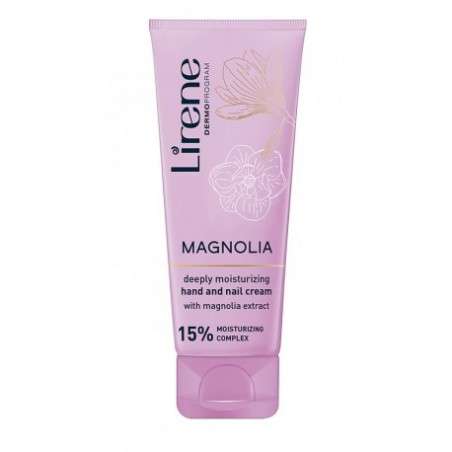 Lirene
DERMOPROGRAM
MAGNOLIA
deeply moisturizing
hand and nail cream
with magnolia extract
15% MOISTURIZING
COMPLEX